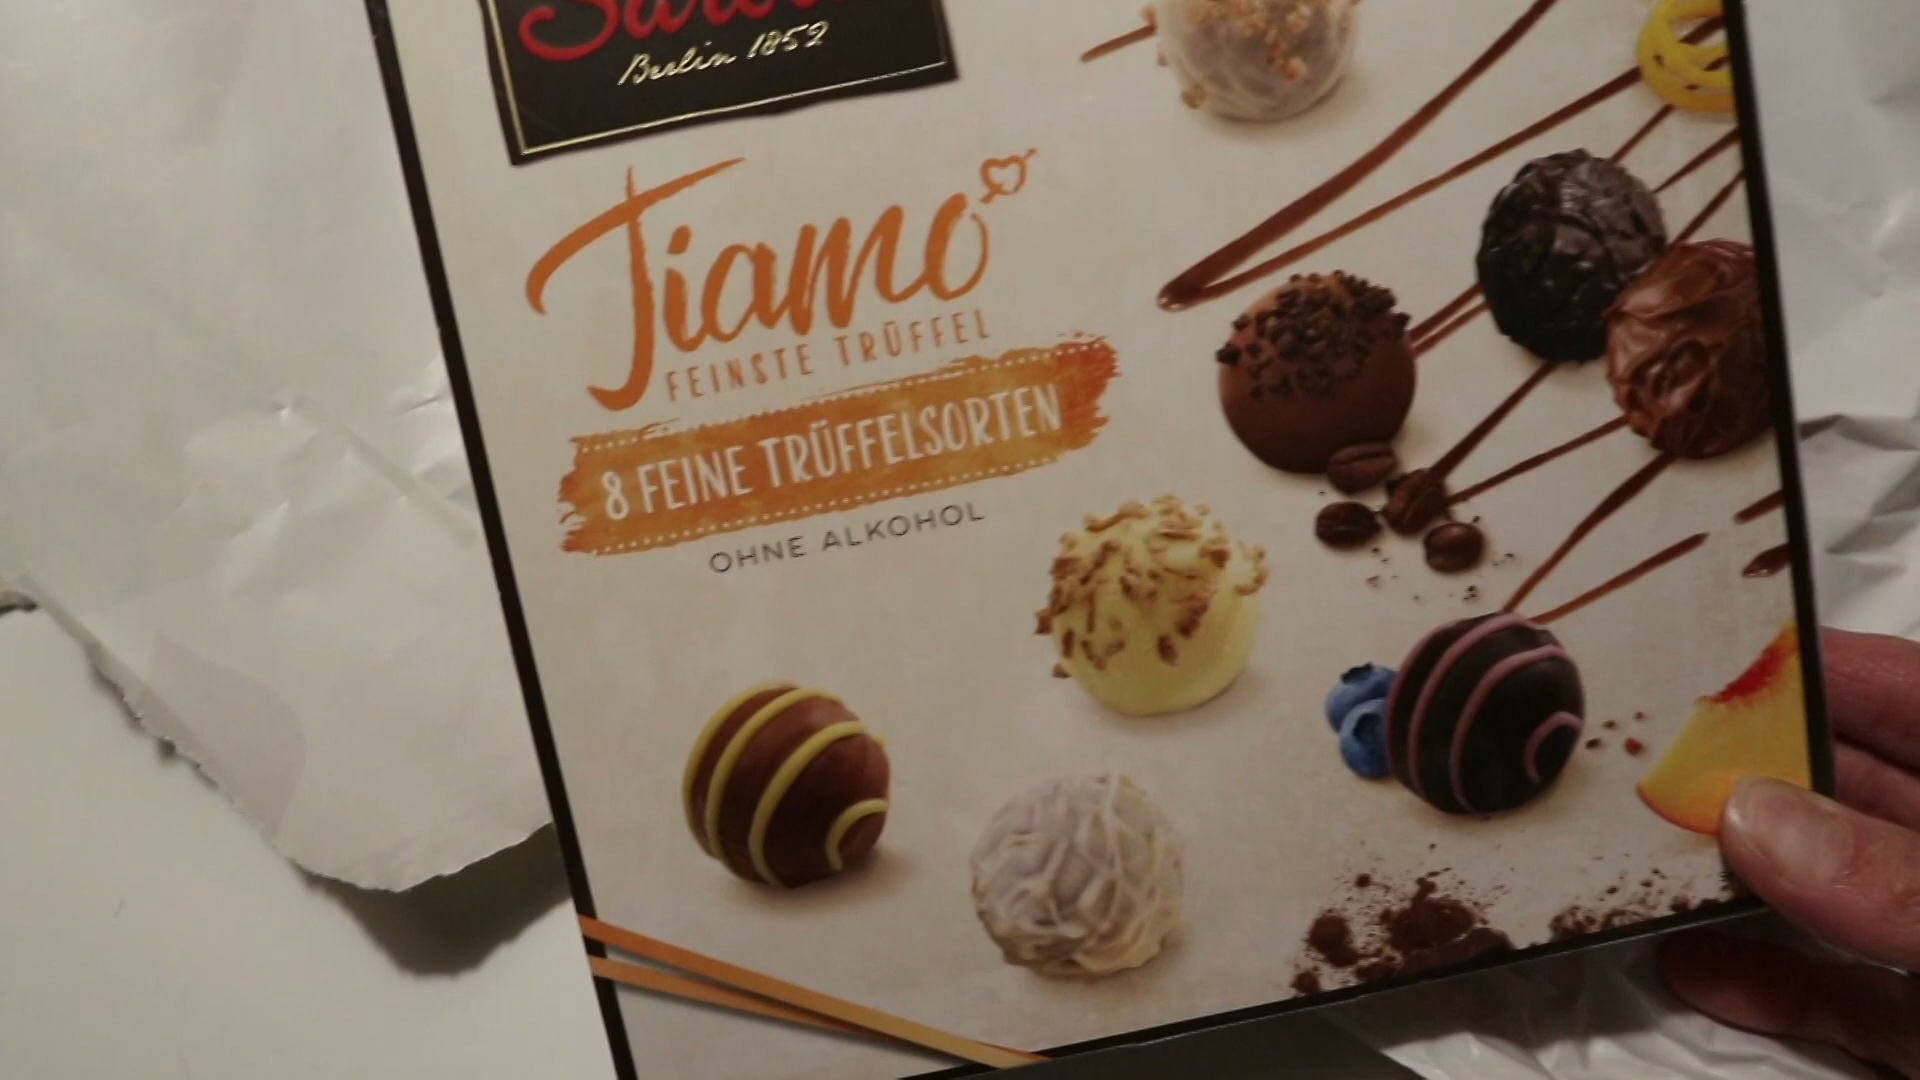 Berlin 1852
Tiamo
FEINSTE TRÜFFEL
8 FEINE TRÜFFELSORTEN
OHNE ALKOHOL